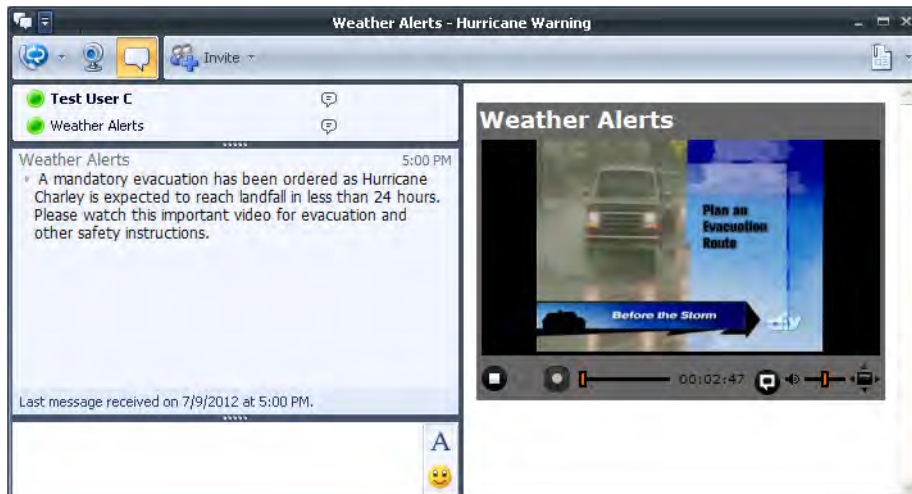 Weather Alerts - Hurricane Warning
Invite
Test User C
Weather Alerts
Weather Alerts 5:00 PM
A mandatory evacuation has been ordered as Hurricane
Charley is expected to reach landfall in less than 24 hours.
Please watch this important video for evacuation and
other safety instructions.
Last message received on 7/9/2012 at 5:00 PM.
A
Weather Alerts
Plan an
Evacuation
Route
Before the Storm
diy
00:02:47